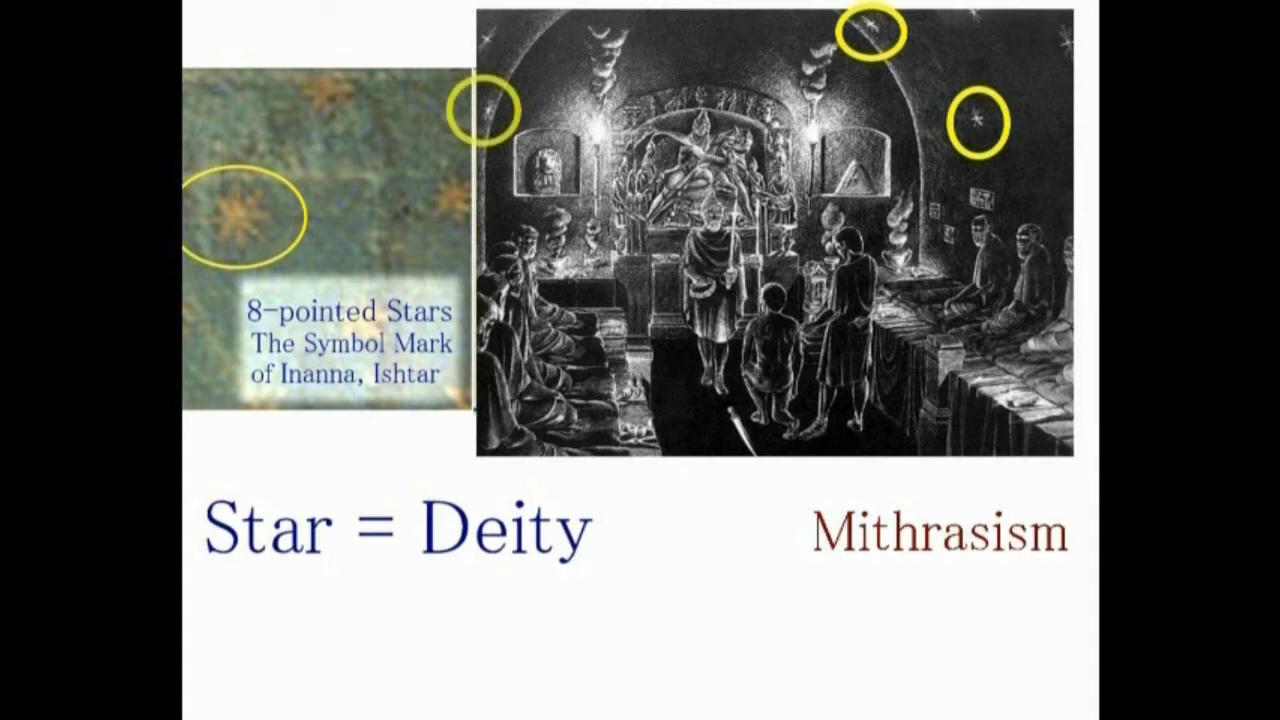 8-pointed Stars
The Symbol Mark
of Inanna, Ishtar
Star = Deity
Mithrasism